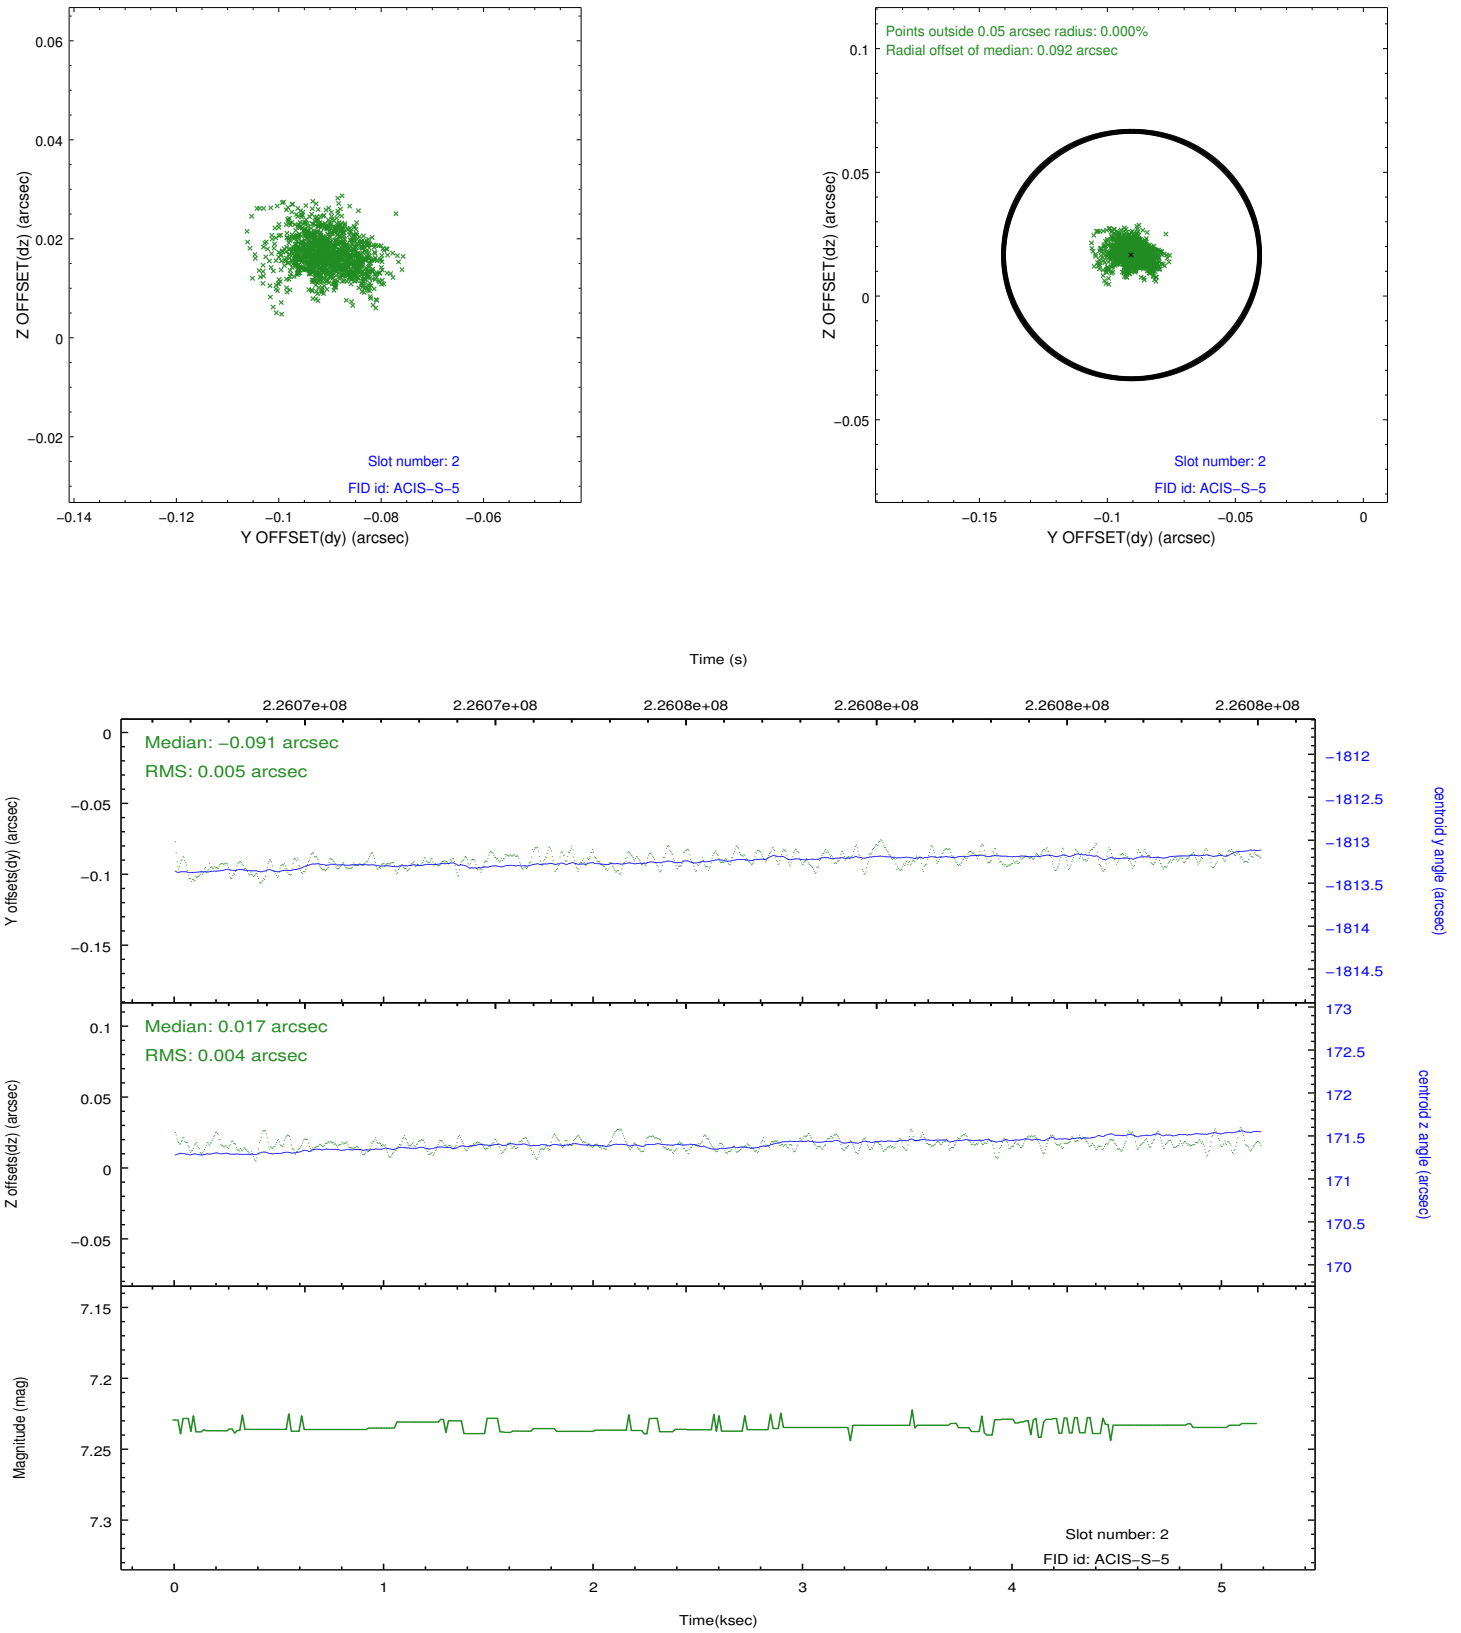 0.06
0.04
0.02
0
−0.02
Z OFFSET(dz) (arcsec)
Slot number: 2
FID id: ACIS−S−5
−0.14 −0.12 −0.1 −0.08 −0.06
Y OFFSET(dy) (arcsec)
Points outside 0.05 arcsec radius: 0.000%
Radial offset of median: 0.092 arcsec
0.1
0.05
0
−0.05
Z OFFSET(dz) (arcsec)
Slot number: 2
FID id: ACIS−S−5
−0.15 −0.1 −0.05 0
Y OFFSET(dy) (arcsec)
Time (s)
2.2607e+08 2.2607e+08 2.2608e+08 2.2608e+08 2.2608e+08 2.2608e+08
Median: −0.091 arcsec
RMS: 0.005 arcsec
0
−0.05
−0.1
−0.15
Y offsets(dy) (arcsec)
−1812
−1812.5
−1813
−1813.5
−1814
−1814.5
centroid y angle (arcsec)
Median: 0.017 arcsec
RMS: 0.004 arcsec
0.1
0.05
0
−0.05
Z offsets(dz) (arcsec)
173
172.5
172
171.5
171
170.5
170
centroid z angle (arcsec)
7.15
7.2
7.25
7.3
Magnitude (mag)
Slot number: 2
FID id: ACIS−S−5
0 1 2 3 4 5
Time(ksec)